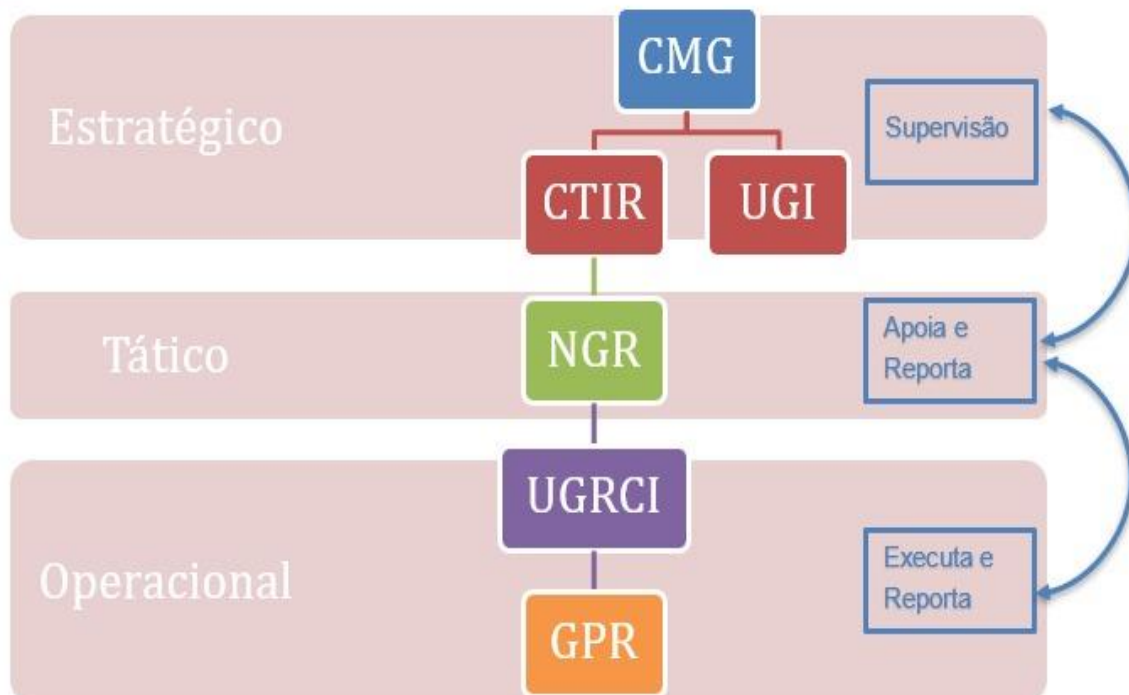 CMG
Estratégico
Supervisão
CTIR
UGI
Tático
NGR
Apoia e
Reporta
UGRCI
Operacional
Executa e
Reporta
GPR